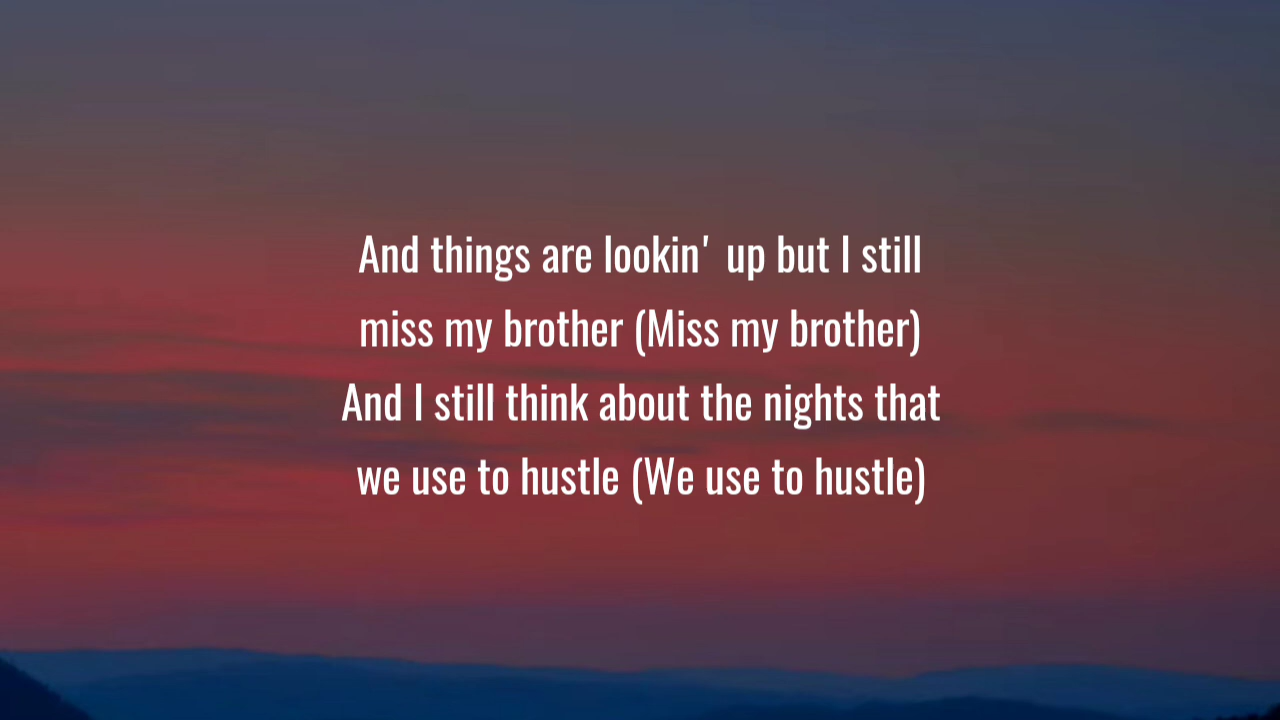 And things are lookin' up but I still
miss my brother (Miss my brother)
And I still think about the nights that
we use to hustle (We use to hustle)